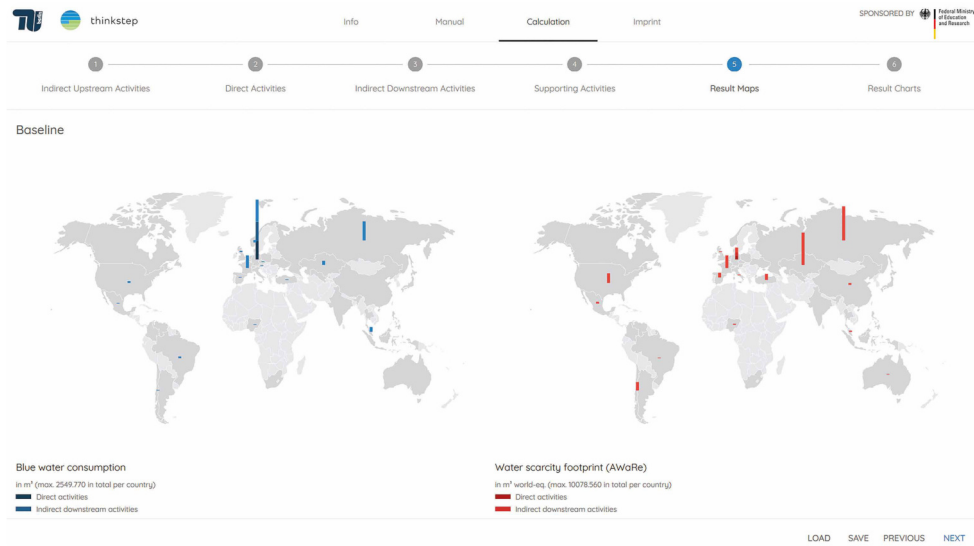 thinkstep
Info
Manual
Calculation
Imprint
SPONSORED BY
Federal Ministry
of Education
and Research
1
2
3
4
5
6
Indirect Upstream Activities
Direct Activities
Indirect Downstream Activities
Supporting Activities
Result Maps
Result Charts
Baseline
Blue water consumption
in m³ (max. 2549.770 in total per country)
Direct activities
Indirect downstream activities
Water scarcity footprint (AWaRe)
in m³ world-eq. (max. 10078.560 in total per country)
Direct activities
Indirect downstream activities
LOAD
SAVE
PREVIOUS
NEXT